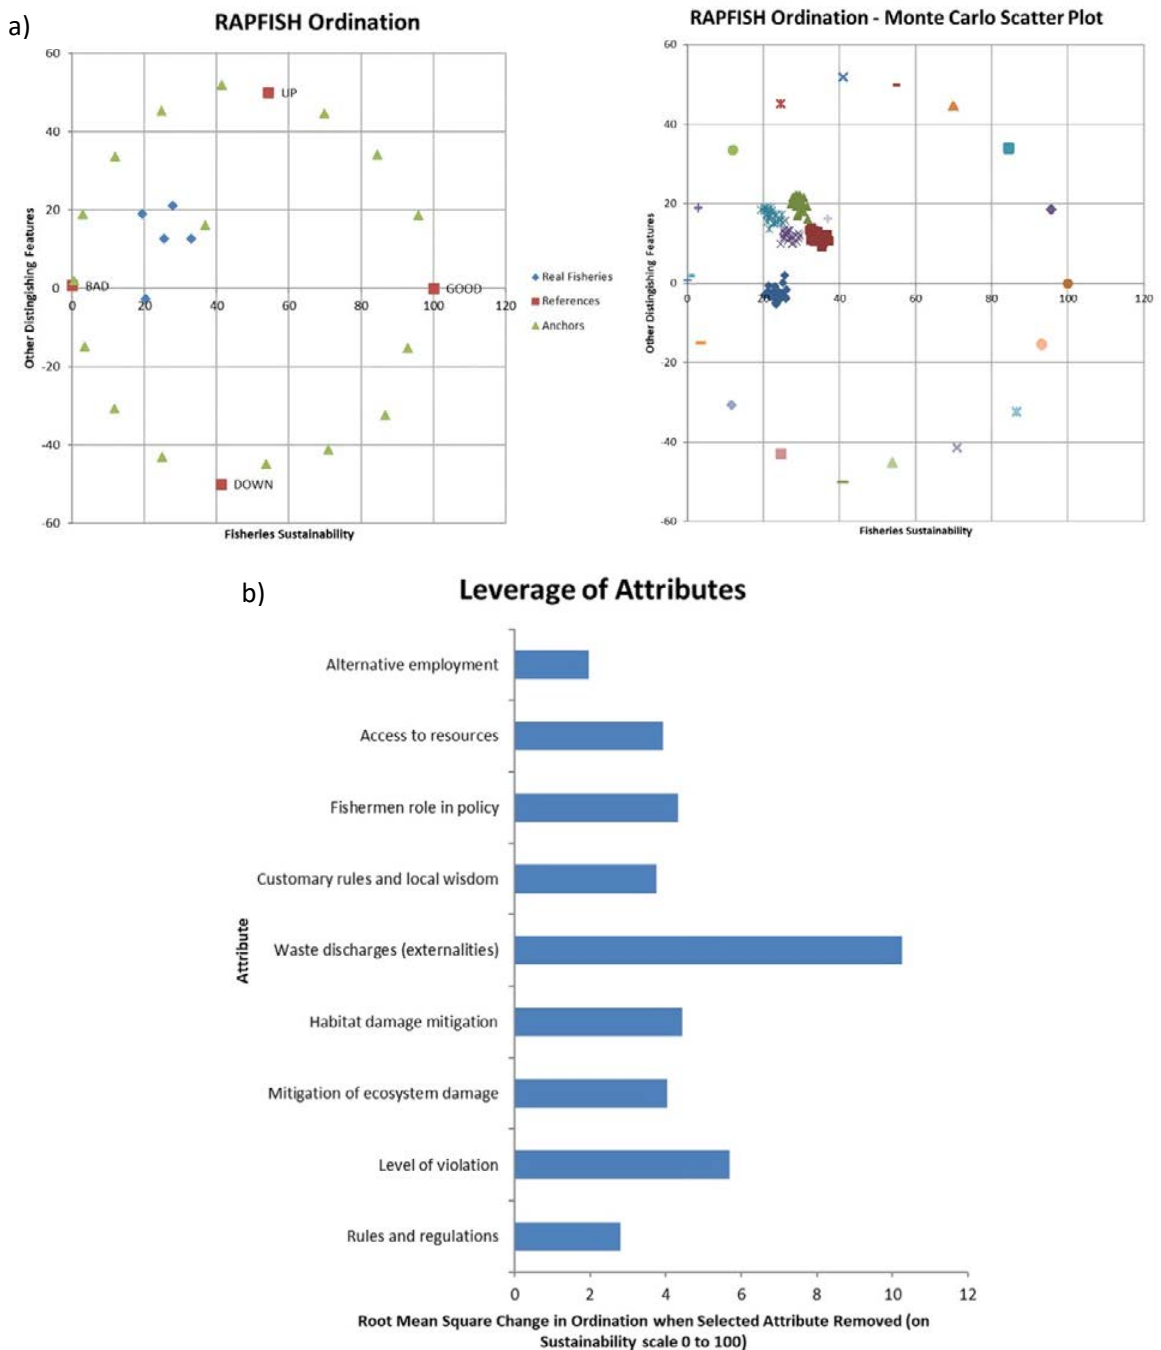 a)
RAPFISH Ordination
60
40
20
0
-20
-40
-60
0
20
40
60
80
100
120
UP
BAD
GOOD
DOWN
Other Distingishing Features
Fisheries Sustainability
Real Fisheries
References
Anchors
RAPFISH Ordination - Monte Carlo Scatter Plot
60
40
20
0
-20
-40
-60
0
20
40
60
80
100
120
Other Distingishing Features
Fisheries Sustainability
b)
Leverage of Attributes
Attribute
Alternative employment
Access to resources
Fishermen role in policy
Customary rules and local wisdom
Waste discharges (externalities)
Habitat damage mitigation
Mitigation of ecosystem damage
Level of violation
Rules and regulations
0 2 4 6 8 10 12
Root Mean Square Change in Ordination when Selected Attribute Removed (on
Sustainability scale 0 to 100)